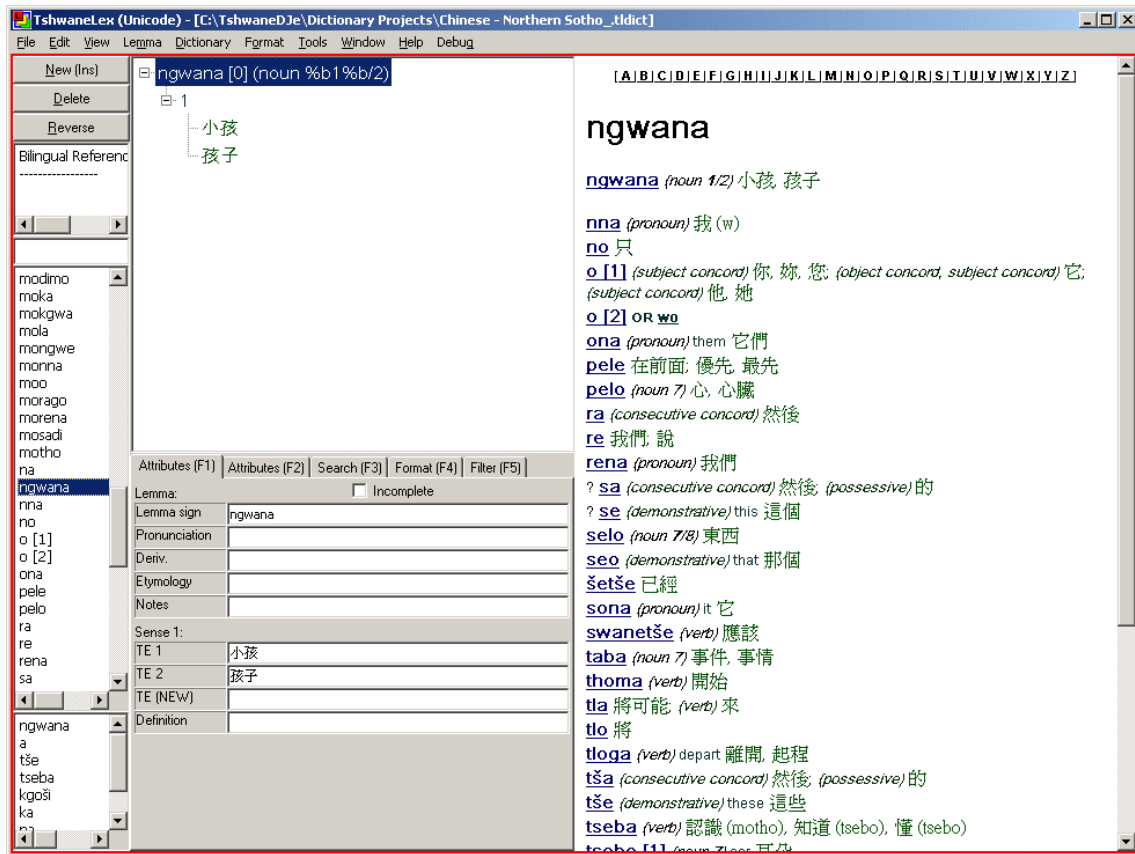 TshwaneLex (Unicode) - [C:\TshwaneDJe\Dictionary Projects\Chinese - Northern Sotho_.tldict]
File Edit View Lemma Dictionary Format Tools Window Help Debug
New (Ins)
Delete
Reverse
Bilingual Referenc
-----------------
modimo
moka
mokgwa
mola
mongwe
monna
moo
morago
morena
mosadi
motho
na
ngwana
nna
no
o [1]
o [2]
ona
pele
pelo
ra
re
rena
sa
ngwana
a
tše
tseba
kgoši
ka
ngwana [0] (noun %b1%b/2)
1
小孩
孩子
Attributes (F1) Attributes (F2) Search (F3) Format (F4) Filter (F5)
Lemma: Incomplete
Lemma sign ngwana
Pronunciation
Deriv.
Etymology
Notes
Sense 1:
TE 1 小孩
TE 2 孩子
TE (NEW)
Definition
[A|B|C|D|E|F|G|H|I|J|K|L|M|N|O|P|Q|R|S|T|U|V|W|X|Y|Z]
ngwana
ngwana (noun 1/2) 小孩, 孩子
nna (pronoun) 我 (w)
no 只
o [1] (subject concord) 你, 妳, 您; (object concord, subject concord) 它;
(subject concord) 他, 她
o [2] OR wo
ona (pronoun) them 它們
pele 在前面; 優先, 最先
pelo (noun 7) 心, 心臟
ra (consecutive concord) 然後
re 我們; 說
rena (pronoun) 我們
? sa (consecutive concord) 然後; (possessive) 的
? se (demonstrative) this 這個
selo (noun 7/8) 東西
seo (demonstrative) that 那個
šetše 已經
sona (pronoun) it 它
swanetše (verb) 應該
taba (noun 7) 事件, 事情
thoma (verb) 開始
tla 將可能; (verb) 來
tlo 將
tloga (verb) depart 離開, 起程
tša (consecutive concord) 然後; (possessive) 的
tše (demonstrative) these 這些
tseba (verb) 認識 (motho), 知道 (tsebo), 懂 (tsebo)